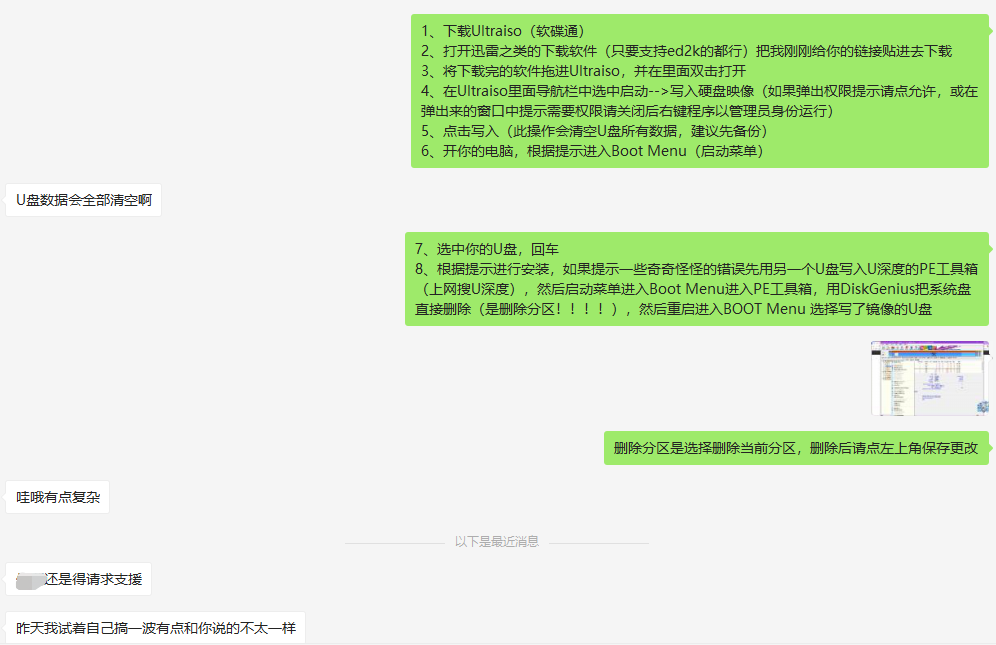 1、下载Ultraiso（软碟通）
2、打开迅雷之类的下载软件（只要支持ed2k的都行）把我刚刚给你的链接贴进去下载
3、将下载完的软件拖进Ultraiso，并在里面双击打开
4、在Ultraiso里面导航栏中选中启动-->写入硬盘映像（如果弹出权限提示请点允许，或在
弹出来的窗口中提示需要权限请关闭后右键程序以管理员身份运行）
5、点击写入（此操作会清空U盘所有数据，建议先备份）
6、开你的电脑，根据提示进入Boot Menu（启动菜单）
U盘数据会全部清空啊
7、选中你的U盘，回车
8、根据提示进行安装，如果提示一些奇奇怪怪的错误先用另一个U盘写入U深度的PE工具箱
（上网搜U深度），然后启动菜单进入Boot Menu进入PE工具箱，用DiskGenius把系统盘
直接删除（是删除分区！！！！），然后重启进入BOOT Menu 选择写了镜像的U盘
删除分区是选择删除当前分区，删除后请点左上角保存更改
哇哦有点复杂
以下是最近消息
还是得请求支援
昨天我试着自己搞一波有点和你说的不太一样